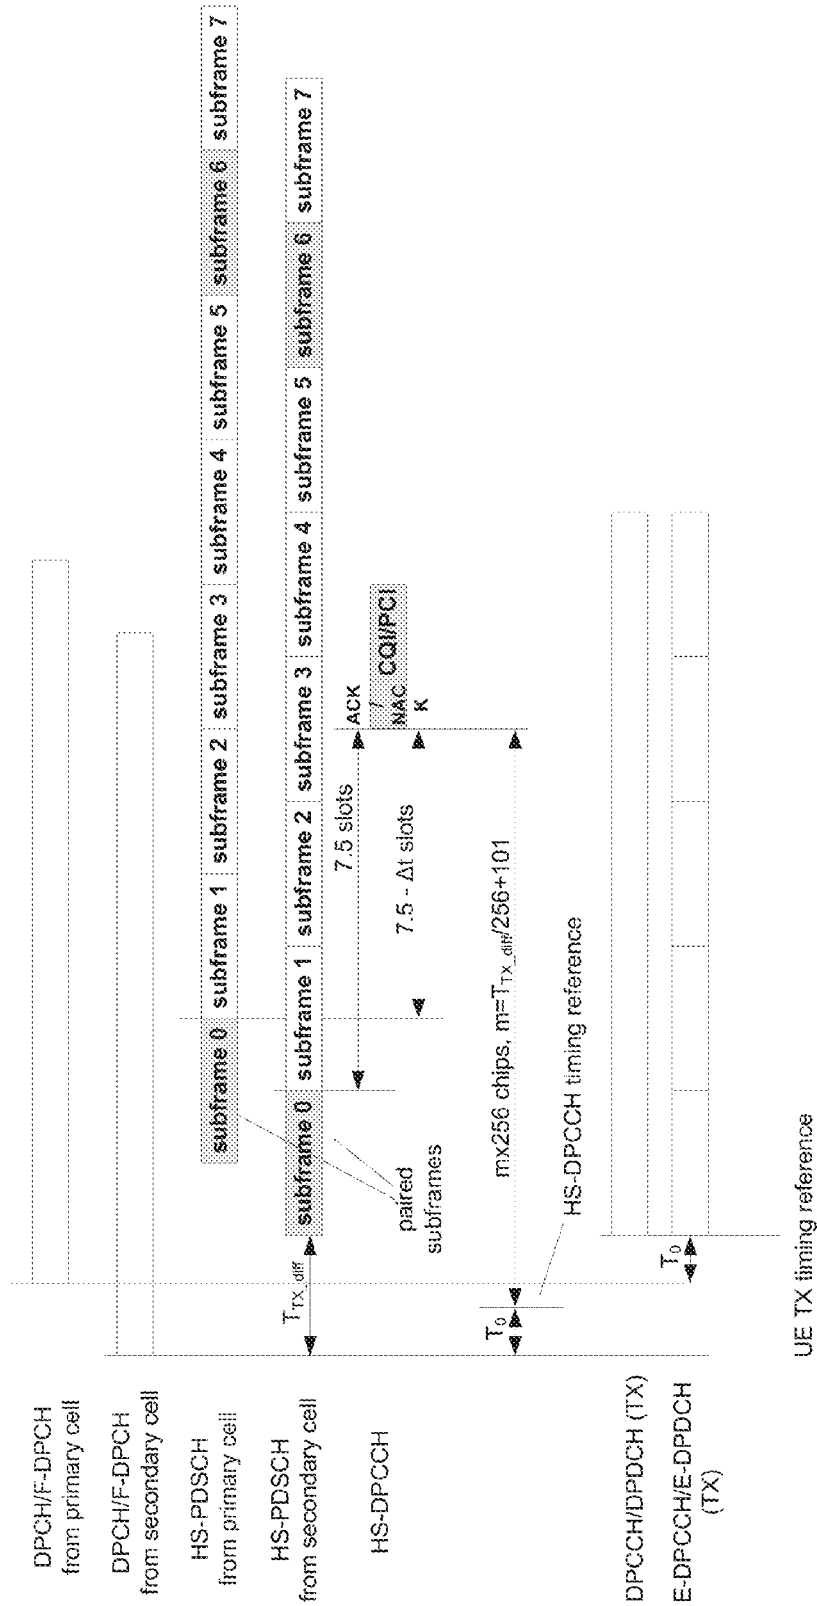 DPCH/F-DPCH
from primary cell
DPCH/F-DPCH
from secondary cell
HS-PDSCH
from primary cell
subframe 0
subframe 1
subframe 2
subframe 3
subframe 4
subframe 5
subframe 6
subframe 7
HS-PDSCH
from secondary cell
T_TX_diff
subframe 0
subframe 1
subframe 2
subframe 3
subframe 4
subframe 5
subframe 6
subframe 7
HS-DPCCH
paired
subframes
7.5 slots
7.5 - Δt slots
ACK
/
NAC
K
CQI/PCI
T₀
mx256 chips, m=T_TX_diff/256+101
HS-DPCCH timing reference
DPCCH/DPDCH (TX)
E-DPCCH/E-DPDCH
(TX)
T₀
UE TX timing reference